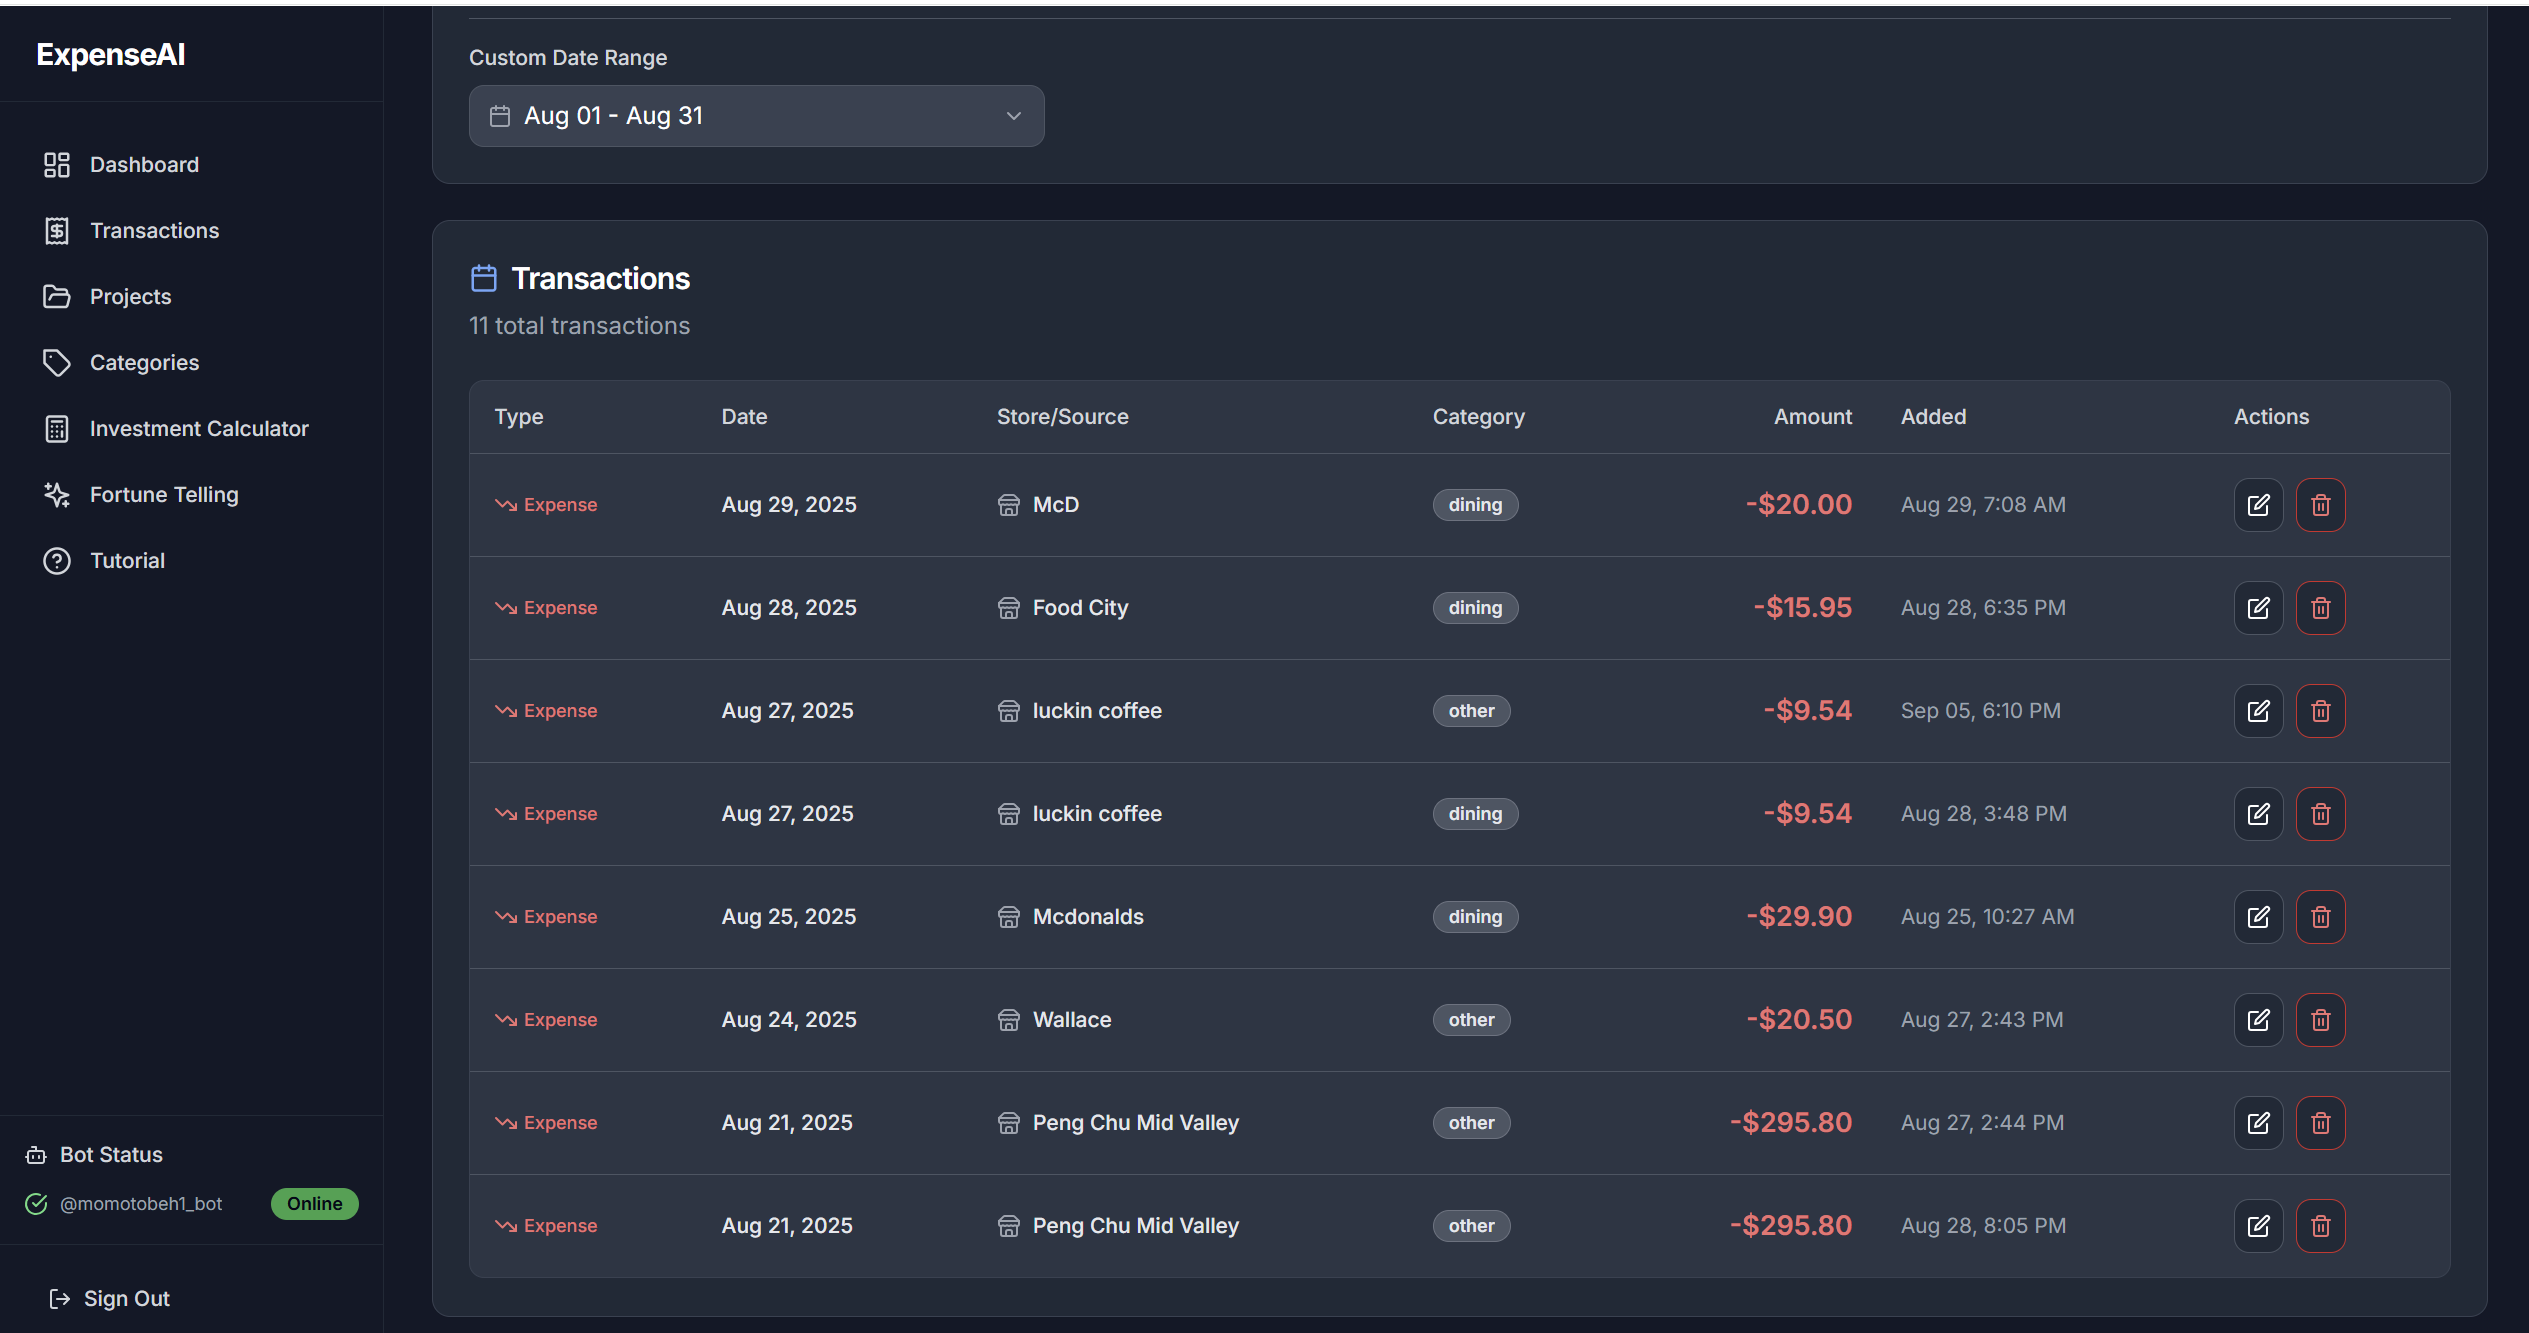 ExpenseAI
Dashboard
Transactions
Projects
Categories
Investment Calculator
Fortune Telling
Tutorial
Bot Status
@momotobeh1_bot Online
Sign Out
Custom Date Range
Aug 01 - Aug 31
Transactions
11 total transactions
Type Date Store/Source Category Amount Added Actions
Expense Aug 29, 2025 McD dining -$20.00 Aug 29, 7:08 AM
Expense Aug 28, 2025 Food City dining -$15.95 Aug 28, 6:35 PM
Expense Aug 27, 2025 luckin coffee other -$9.54 Sep 05, 6:10 PM
Expense Aug 27, 2025 luckin coffee dining -$9.54 Aug 28, 3:48 PM
Expense Aug 25, 2025 Mcdonalds dining -$29.90 Aug 25, 10:27 AM
Expense Aug 24, 2025 Wallace other -$20.50 Aug 27, 2:43 PM
Expense Aug 21, 2025 Peng Chu Mid Valley other -$295.80 Aug 27, 2:44 PM
Expense Aug 21, 2025 Peng Chu Mid Valley other -$295.80 Aug 28, 8:05 PM